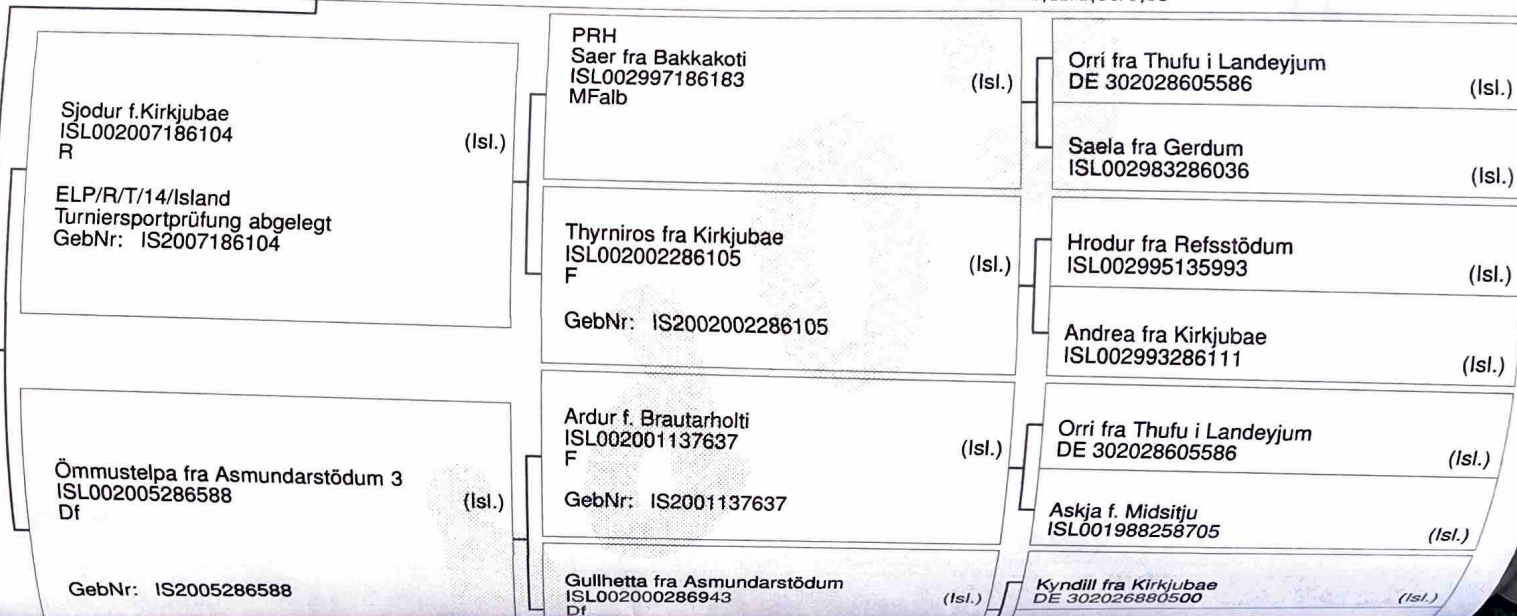 Sjodur f.Kirkjubae
ISL002007186104 (Isl.)
R
ELP/R/T/14/Island
Turniersportprüfung abgelegt
GebNr: IS2007186104
Ömmustelpa fra Asmundarstödum 3
ISL002005286588 (Isl.)
Df
GebNr: IS2005286588
PRH
Saer fra Bakkakoti
ISL002997186183 (Isl.)
MFalb
Thyrniros fra Kirkjubae
ISL002002286105 (Isl.)
F
GebNr: IS2002002286105
Ardur f. Brautarholti
ISL002001137637 (Isl.)
F
GebNr: IS2001137637
Gullhetta fra Asmundarstödum
ISL002000286943 (Isl.)
Df
Orri fra Thufu i Landeyjum
DE 302028605586 (Isl.)
Saela fra Gerdum
ISL002983286036 (Isl.)
Hrodur fra Refsstödum
ISL002995135993 (Isl.)
Andrea fra Kirkjubae
ISL002993286111 (Isl.)
Orri fra Thufu i Landeyjum
DE 302028605586 (Isl.)
Askja f. Midsitju
ISL001988258705 (Isl.)
Kyndill fra Kirkjubae
DE 302026880500 (Isl.)